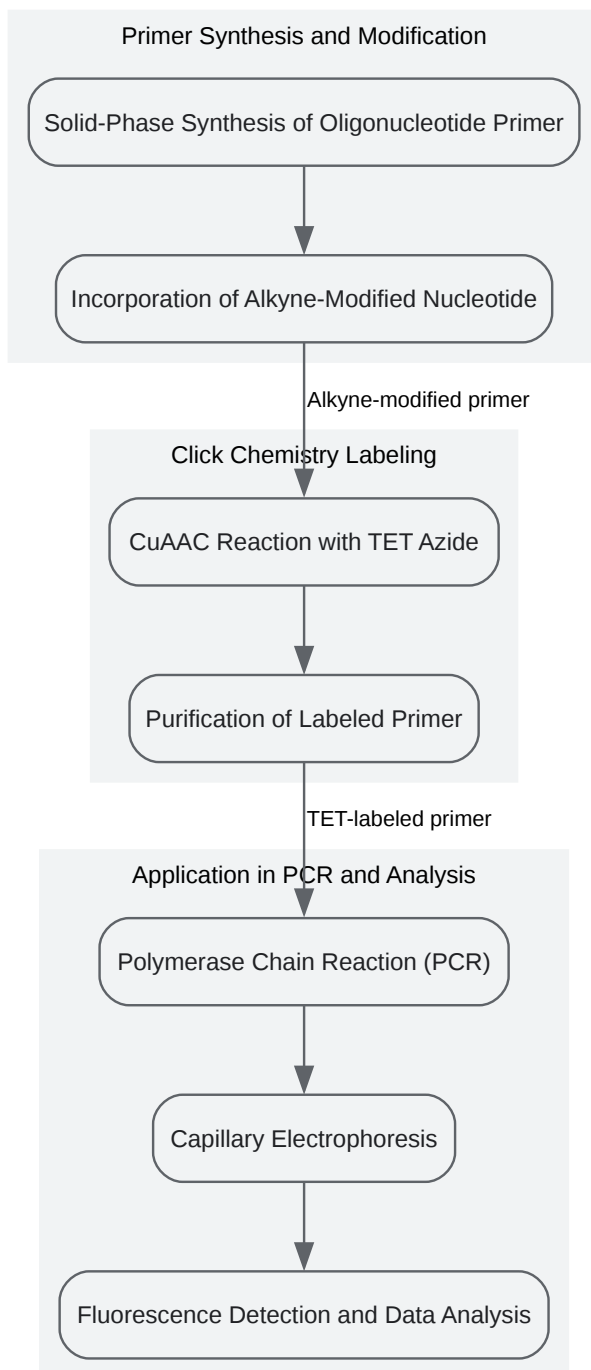 Primer Synthesis and Modification
Solid-Phase Synthesis of Oligonucleotide Primer
Incorporation of Alkyne-Modified Nucleotide
Alkyne-modified primer
Click Chemistry Labeling
CuAAC Reaction with TET Azide
Purification of Labeled Primer
TET-labeled primer
Application in PCR and Analysis
Polymerase Chain Reaction (PCR)
Capillary Electrophoresis
Fluorescence Detection and Data Analysis